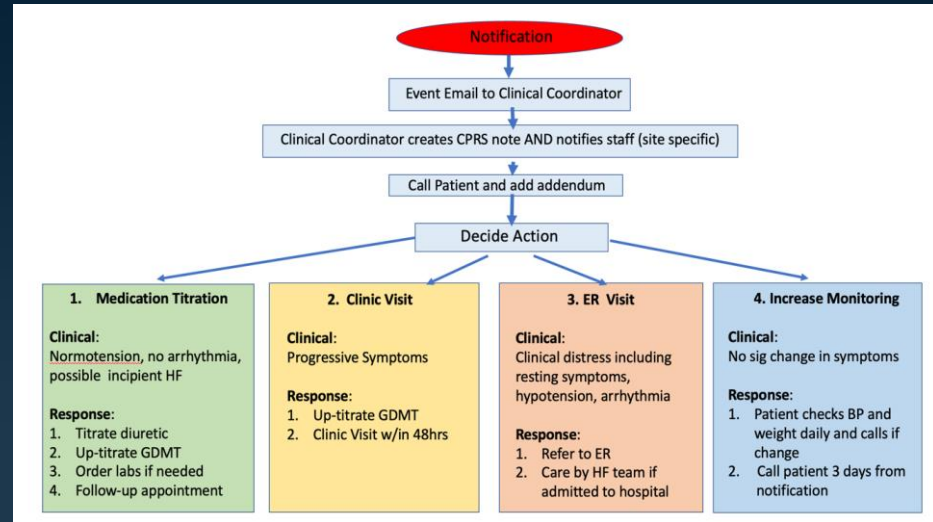 Notification
Event Email to Clinical Coordinator
Clinical Coordinator creates CPRS note AND notifies staff (site specific)
Call Patient and add addendum
Decide Action
1. Medication Titration
Clinical:
Normotension, no arrhythmia,
possible incipient HF
Response:
1. Titrate diuretic
2. Up-titrate GDMT
3. Order labs if needed
4. Follow-up appointment
2. Clinic Visit
Clinical:
Progressive Symptoms
Response:
1. Up-titrate GDMT
2. Clinic Visit w/in 48hrs
3. ER Visit
Clinical:
Clinical distress including
resting symptoms,
hypotension, arrhythmia
Response:
1. Refer to ER
2. Care by HF team if
admitted to hospital
4. Increase Monitoring
Clinical:
No sig change in symptoms
Response:
1. Patient checks BP and
weight daily and calls if
change
2. Call patient 3 days from
notification